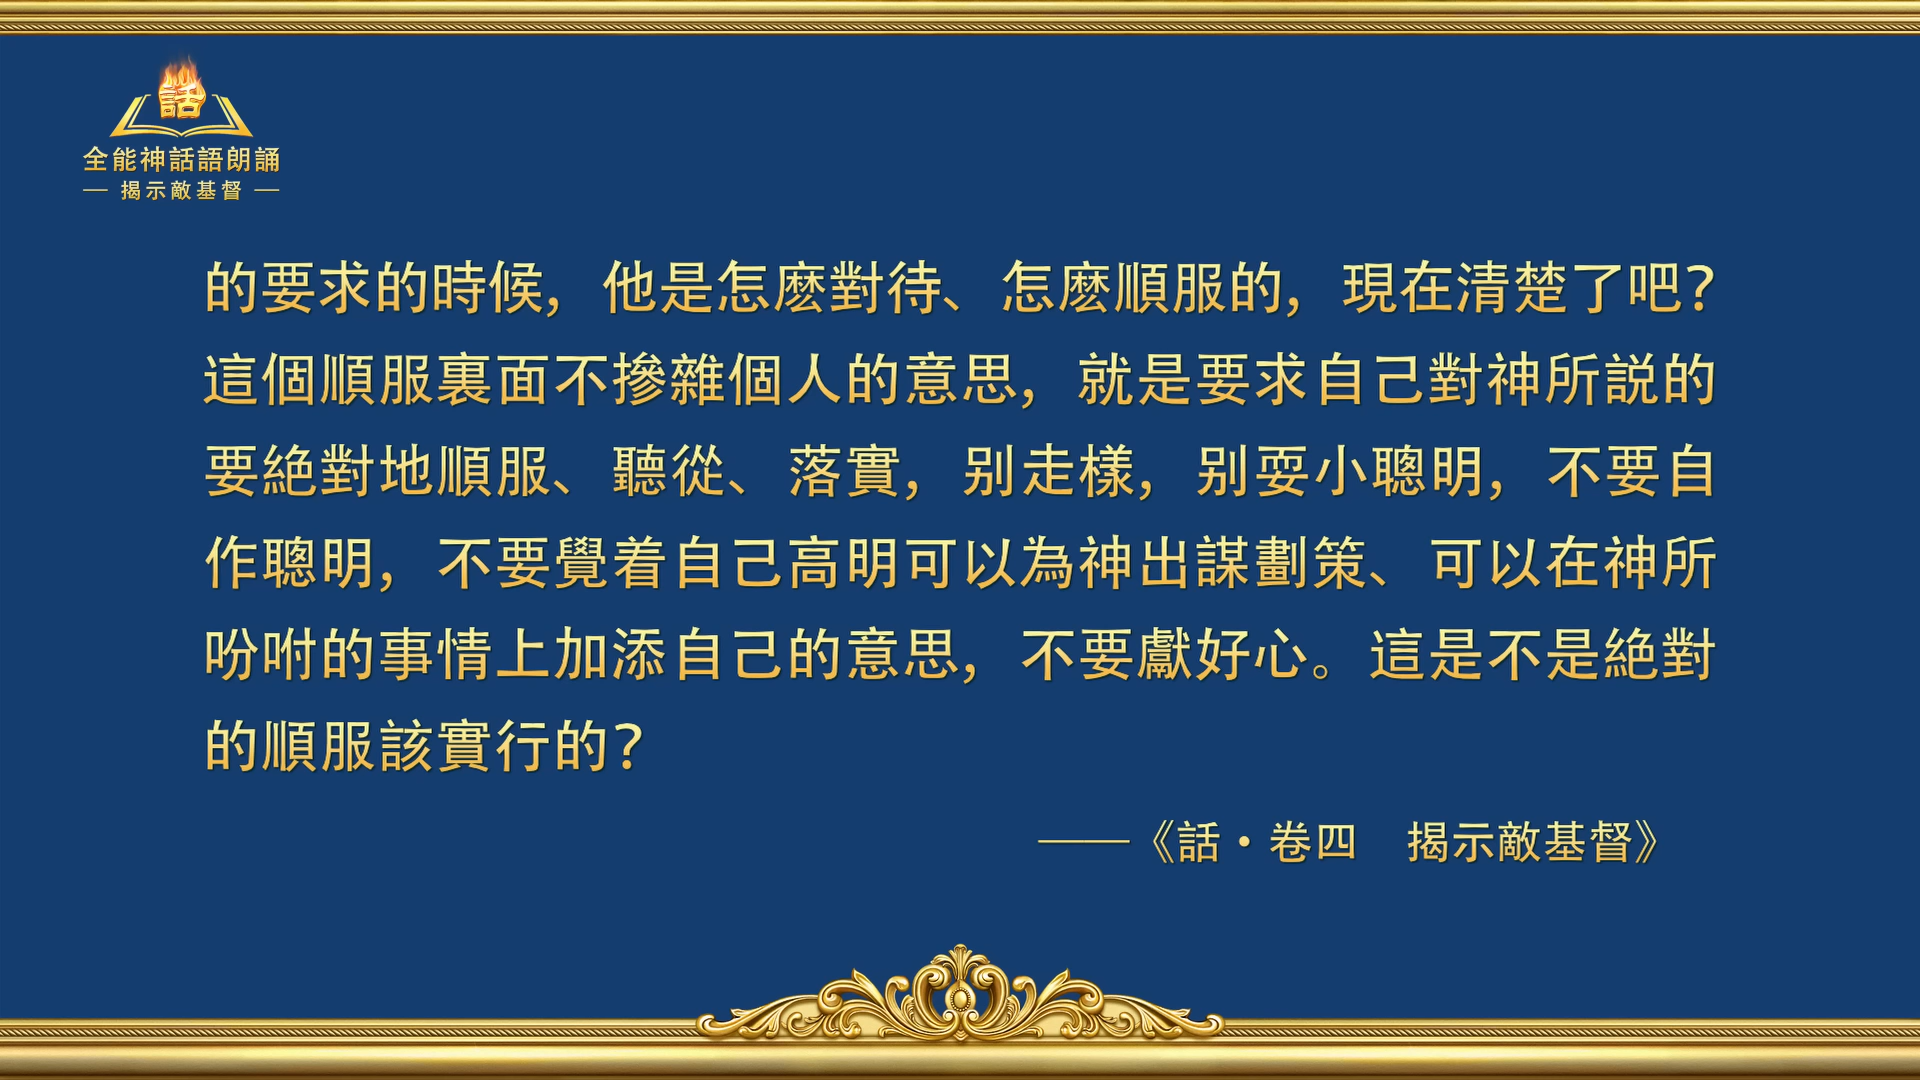 話
全能神話語朗誦
— 揭示敵基督 —
的要求的時候，他是怎麽對待、怎麽順服的，現在清楚了吧？
這個順服裏面不摻雜個人的意思，就是要求自己對神所説的
要絶對地順服、聽從、落實，别走樣，别耍小聰明，不要自
作聰明，不要覺着自己高明可以為神出謀劃策、可以在神所
吩咐的事情上加添自己的意思，不要獻好心。這是不是絶對
的順服該實行的？
——《話・卷四　揭示敵基督》